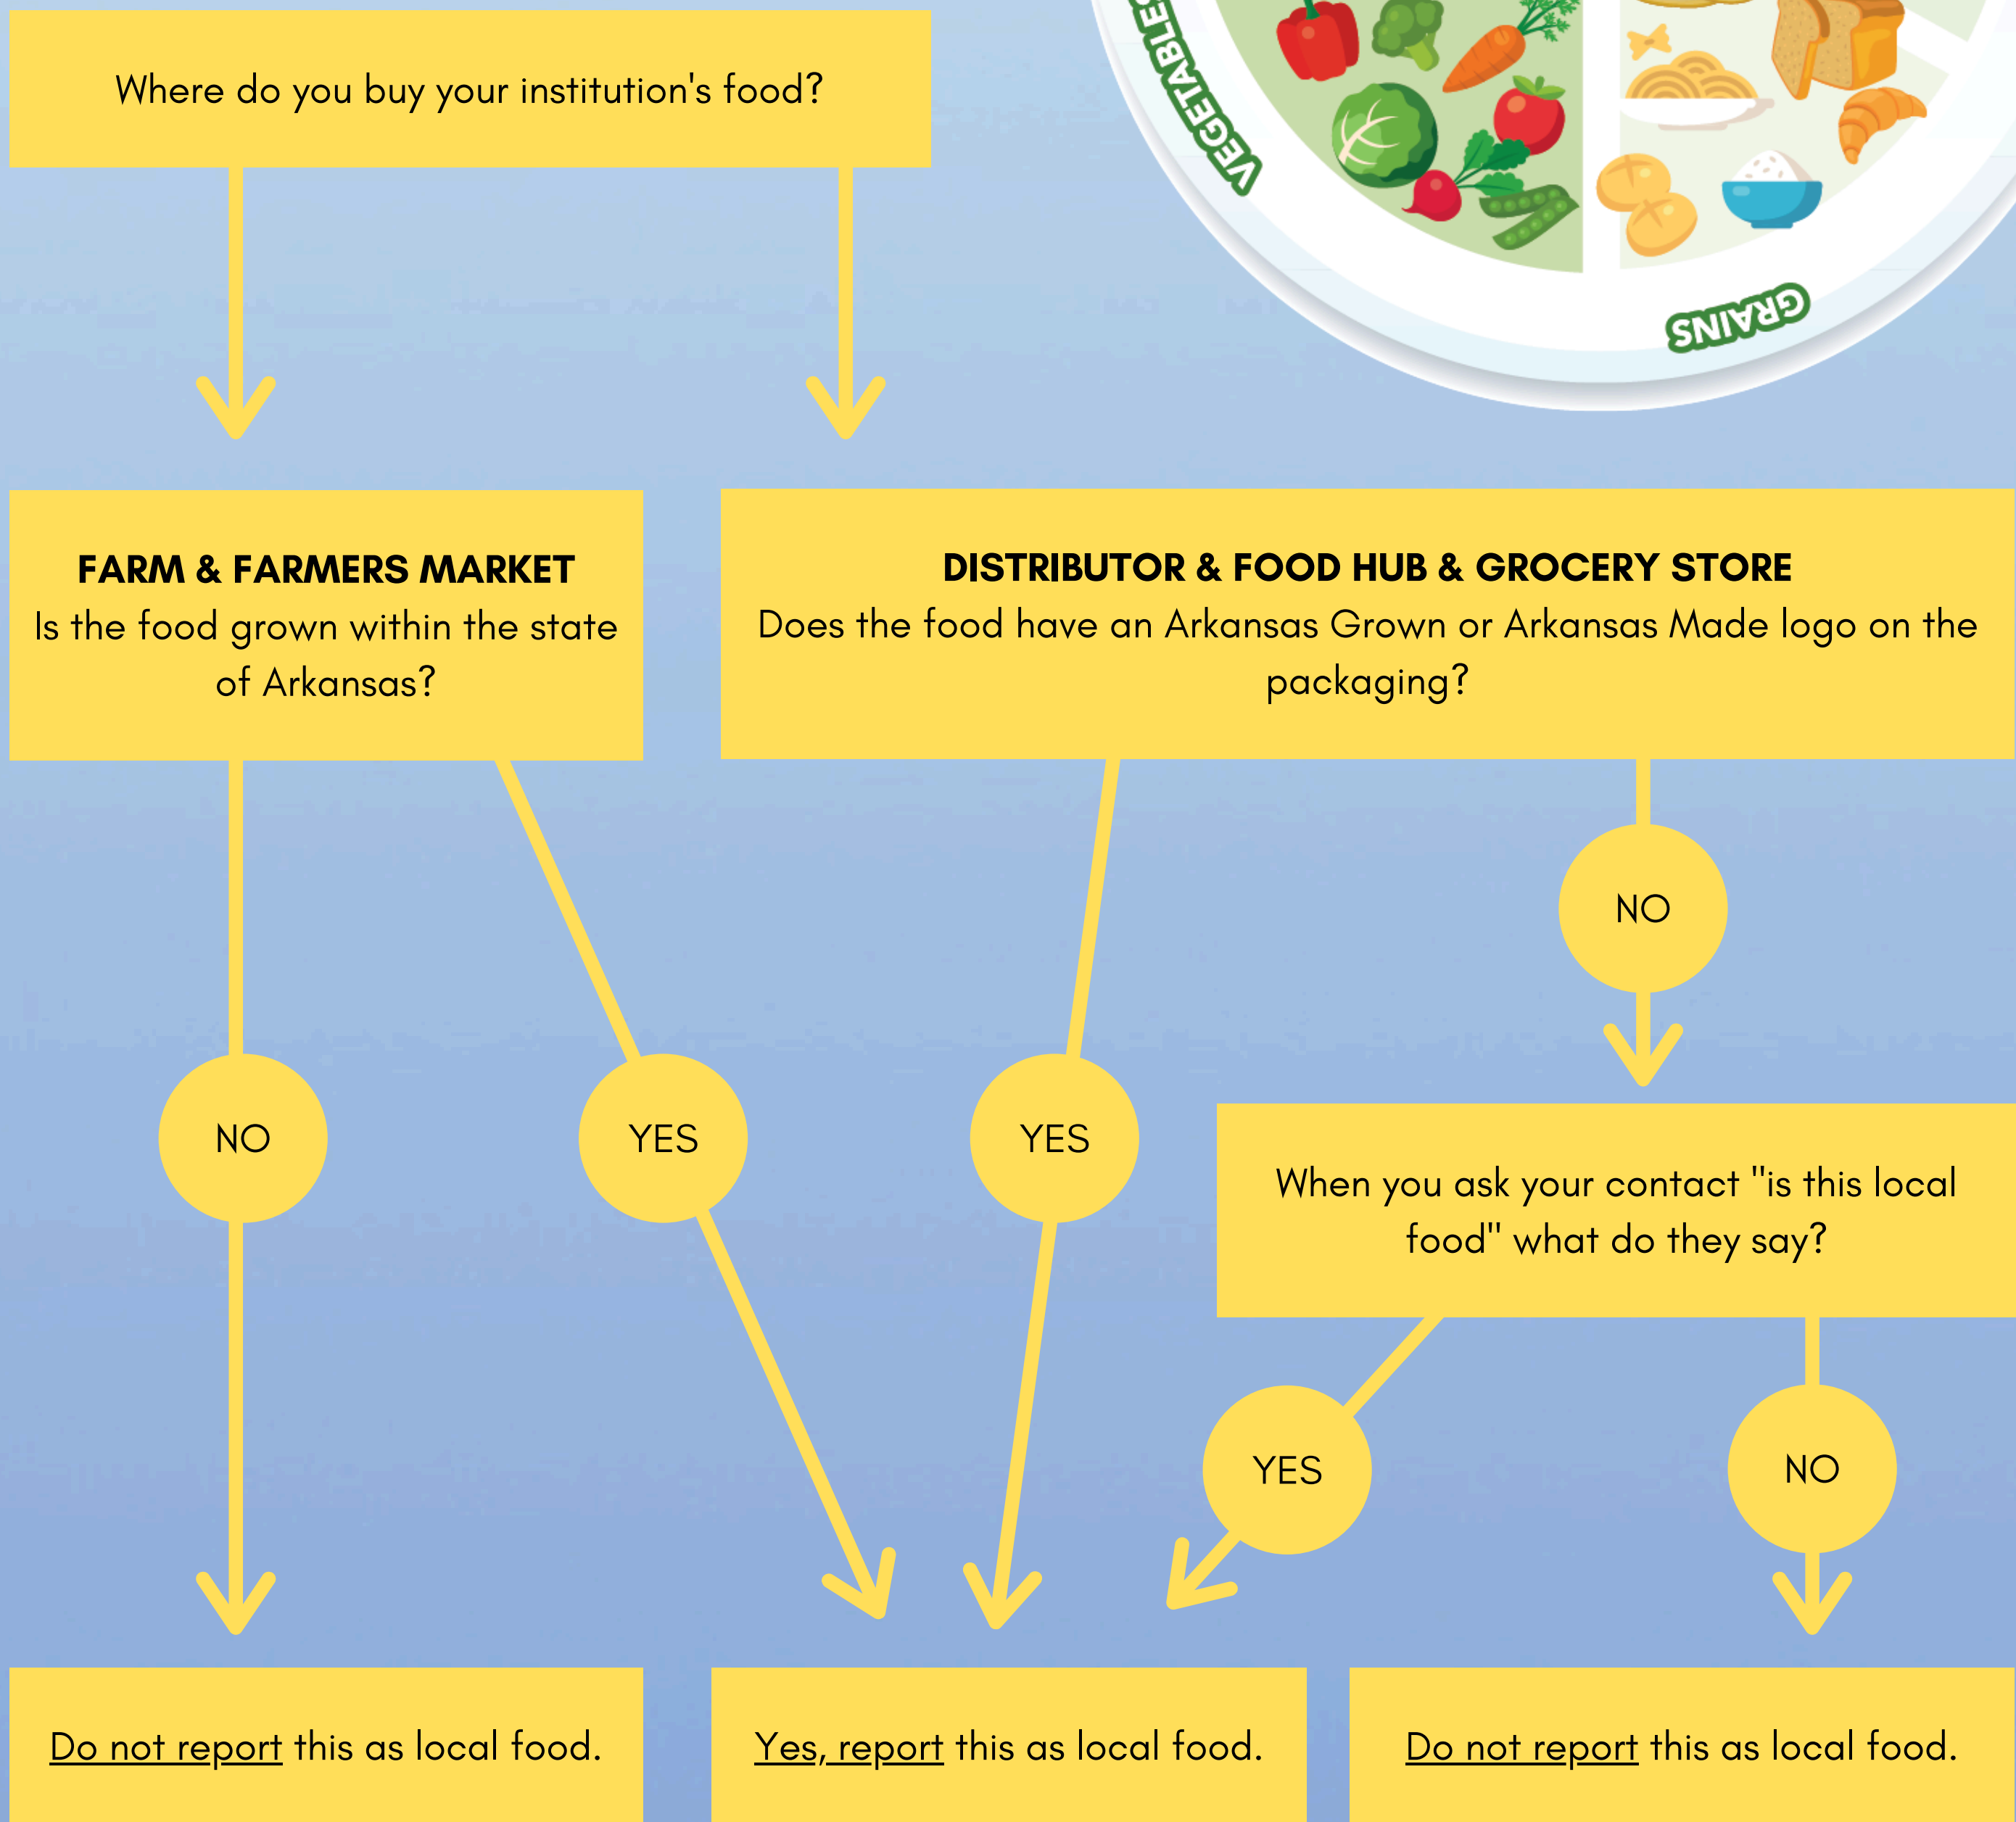 Where do you buy your institution's food?
VEGETABLES
GRAINS
FARM & FARMERS MARKET
Is the food grown within the state
of Arkansas?
DISTRIBUTOR & FOOD HUB & GROCERY STORE
Does the food have an Arkansas Grown or Arkansas Made logo on the
packaging?
NO
NO
YES
YES
When you ask your contact "is this local
food" what do they say?
YES
NO
Do not report this as local food.
Yes, report this as local food.
Do not report this as local food.